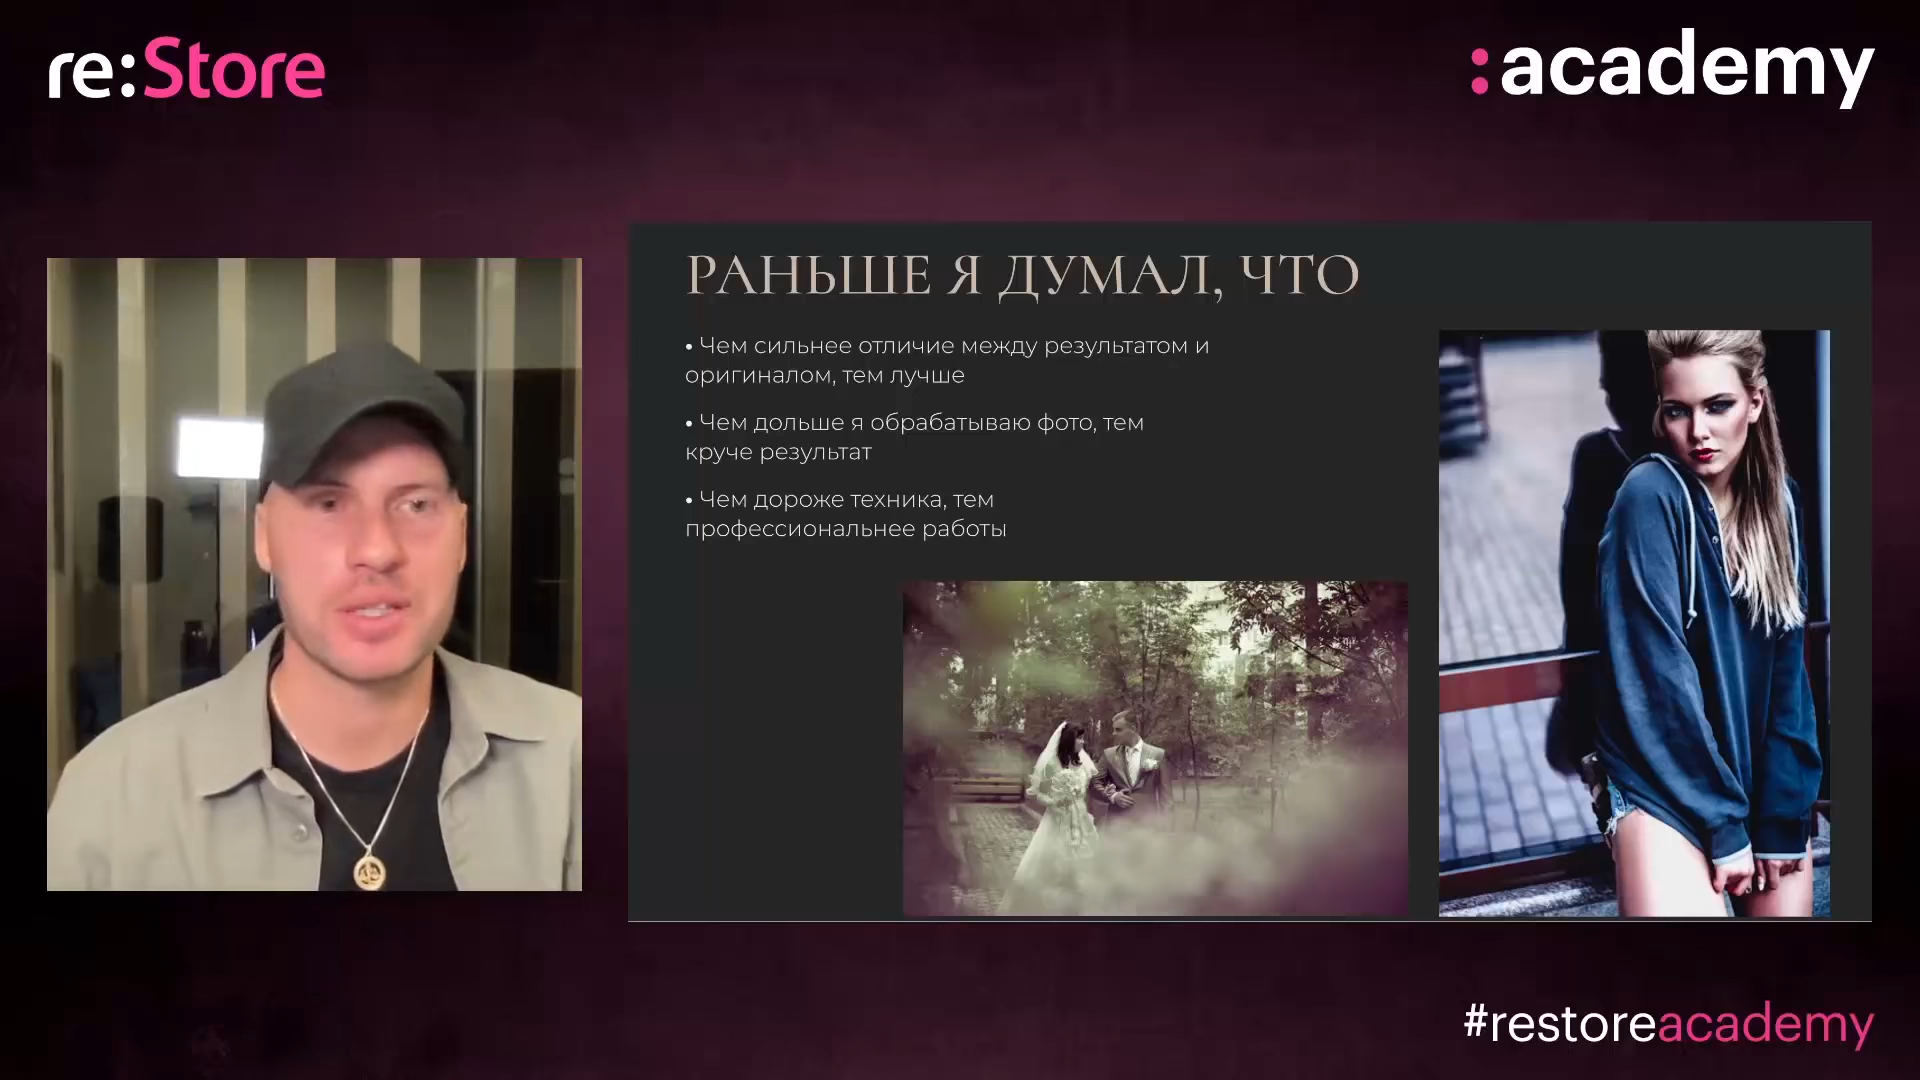 re:Store
:academy
РАНЬШЕ Я ДУМАЛ, ЧТО
• Чем сильнее отличие между результатом и
оригиналом, тем лучше
• Чем дольше я обрабатываю фото, тем
круче результат
• Чем дороже техника, тем
профессиональнее работы
#restoreacademy